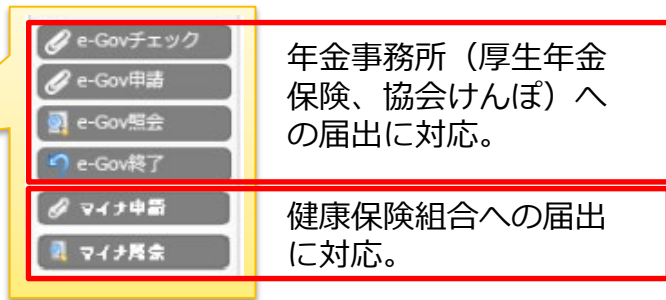 e-Govチェック
e-Gov申請
e-Gov照会
e-Gov終了
マイナ申請
マイナ照会
年金事務所（厚生年金
保険、協会けんぽ）へ
の届出に対応。
健康保険組合への届出
に対応。